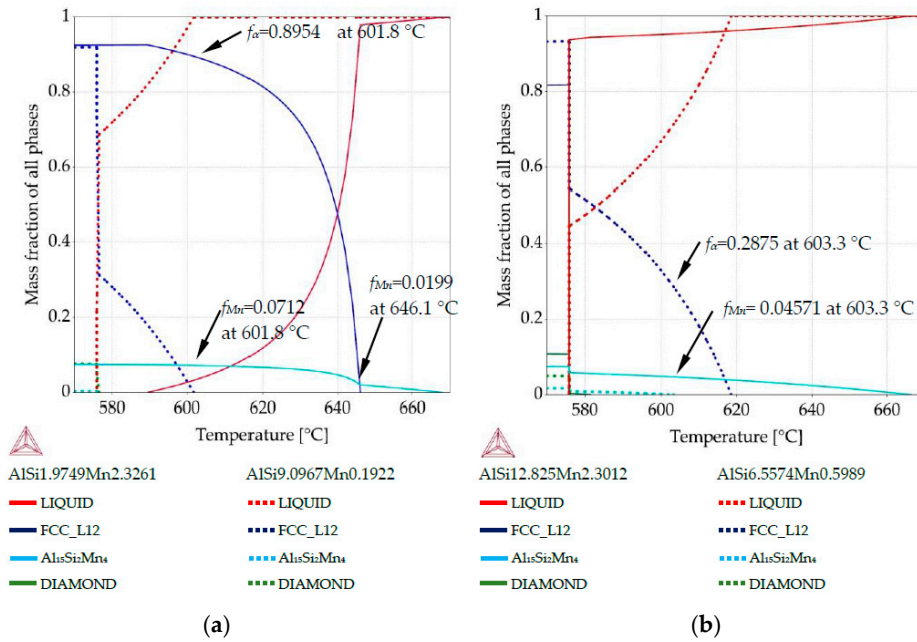 Mass fraction of all phases
1
0.8
0.6
0.4
0.2
0
580
600
620
640
660
fα=0.8954 at 601.8 °C
fMn=0.0712
at 601.8 °C
fMn=0.0199
at 646.1 °C
Temperature [°C]
AlSi1.9749Mn2.3261
LIQUID
FCC_L12
Al₁₅Si₂Mn₄
DIAMOND
AlSi9.0967Mn0.1922
LIQUID
FCC_L12
Al₁₅Si₂Mn₄
DIAMOND
(a)
Mass fraction of all phases
1
0.8
0.6
0.4
0.2
0
580
600
620
640
660
fα=0.2875 at 603.3 °C
fMn= 0.04571 at 603.3 °C
Temperature [°C]
AlSi12.825Mn2.3012
LIQUID
FCC_L12
Al₁₅Si₂Mn₄
DIAMOND
AlSi6.5574Mn0.5989
LIQUID
FCC_L12
Al₁₅Si₂Mn₄
DIAMOND
(b)